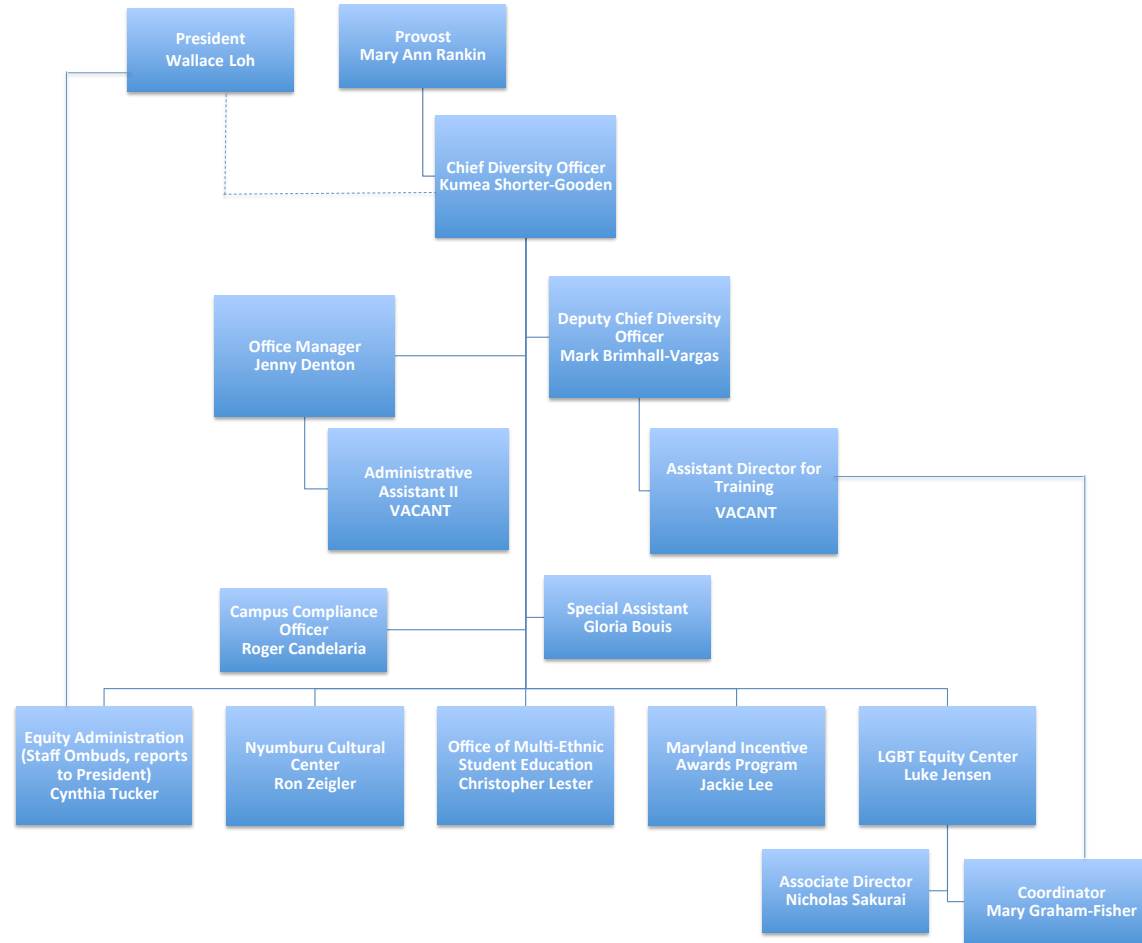 President
Wallace Loh
Provost
Mary Ann Rankin
Chief Diversity Officer
Kumea Shorter-Gooden
Office Manager
Jenny Denton
Deputy Chief Diversity
Officer
Mark Brimhall-Vargas
Administrative
Assistant II
VACANT
Assistant Director for
Training
VACANT
Campus Compliance
Officer
Roger Candelaria
Special Assistant
Gloria Bouis
Equity Administration
(Staff Ombuds, reports
to President)
Cynthia Tucker
Nyumburu Cultural
Center
Ron Zeigler
Office of Multi-Ethnic
Student Education
Christopher Lester
Maryland Incentive
Awards Program
Jackie Lee
LGBT Equity Center
Luke Jensen
Associate Director
Nicholas Sakurai
Coordinator
Mary Graham-Fisher